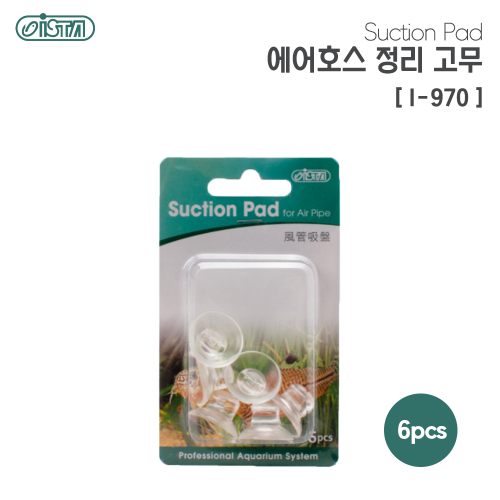 ISTA
Suction Pad
에어호스 정리 고무
[ I-970 ]
ISTA
Suction Pad for Air Pipe
風管吸盤
6pcs
Professional Aquarium System
6pcs